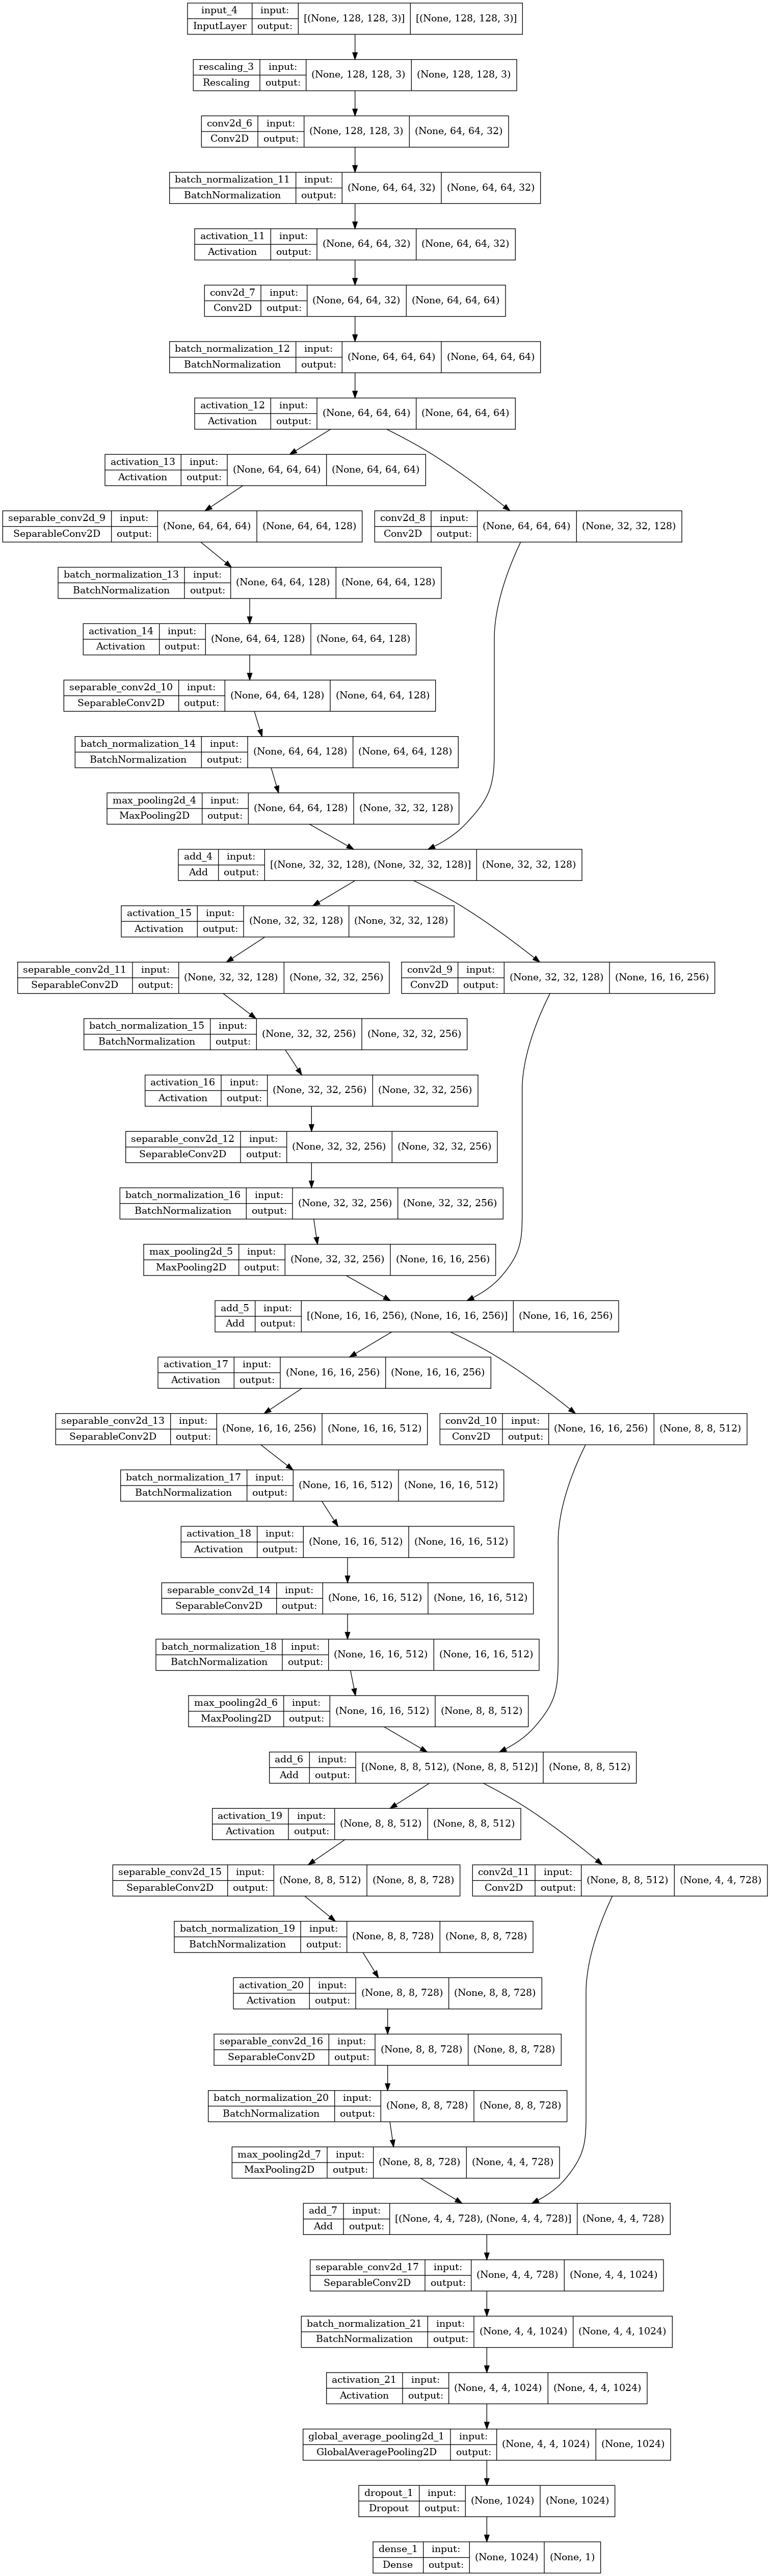 input_4 input: [(None, 128, 128, 3)] [(None, 128, 128, 3)]
InputLayer output:
rescaling_3 input: (None, 128, 128, 3) (None, 128, 128, 3)
Rescaling output:
conv2d_6 input: (None, 128, 128, 3) (None, 64, 64, 32)
Conv2D output:
batch_normalization_11 input: (None, 64, 64, 32) (None, 64, 64, 32)
BatchNormalization output:
activation_11 input: (None, 64, 64, 32) (None, 64, 64, 32)
Activation output:
conv2d_7 input: (None, 64, 64, 32) (None, 64, 64, 64)
Conv2D output:
batch_normalization_12 input: (None, 64, 64, 64) (None, 64, 64, 64)
BatchNormalization output:
activation_12 input: (None, 64, 64, 64) (None, 64, 64, 64)
Activation output:
activation_13 input: (None, 64, 64, 64) (None, 64, 64, 64)
Activation output:
separable_conv2d_9 input: (None, 64, 64, 64) (None, 64, 64, 128)
SeparableConv2D output:
conv2d_8 input: (None, 64, 64, 64) (None, 32, 32, 128)
Conv2D output:
batch_normalization_13 input: (None, 64, 64, 128) (None, 64, 64, 128)
BatchNormalization output:
activation_14 input: (None, 64, 64, 128) (None, 64, 64, 128)
Activation output:
separable_conv2d_10 input: (None, 64, 64, 128) (None, 64, 64, 128)
SeparableConv2D output:
batch_normalization_14 input: (None, 64, 64, 128) (None, 64, 64, 128)
BatchNormalization output:
max_pooling2d_4 input: (None, 64, 64, 128) (None, 32, 32, 128)
MaxPooling2D output:
add_4 input: [(None, 32, 32, 128), (None, 32, 32, 128)] (None, 32, 32, 128)
Add output:
activation_15 input: (None, 32, 32, 128) (None, 32, 32, 128)
Activation output:
separable_conv2d_11 input: (None, 32, 32, 128) (None, 32, 32, 256)
SeparableConv2D output:
conv2d_9 input: (None, 32, 32, 128) (None, 16, 16, 256)
Conv2D output:
batch_normalization_15 input: (None, 32, 32, 256) (None, 32, 32, 256)
BatchNormalization output:
activation_16 input: (None, 32, 32, 256) (None, 32, 32, 256)
Activation output:
separable_conv2d_12 input: (None, 32, 32, 256) (None, 32, 32, 256)
SeparableConv2D output:
batch_normalization_16 input: (None, 32, 32, 256) (None, 32, 32, 256)
BatchNormalization output:
max_pooling2d_5 input: (None, 32, 32, 256) (None, 16, 16, 256)
MaxPooling2D output:
add_5 input: [(None, 16, 16, 256), (None, 16, 16, 256)] (None, 16, 16, 256)
Add output:
activation_17 input: (None, 16, 16, 256) (None, 16, 16, 256)
Activation output:
separable_conv2d_13 input: (None, 16, 16, 256) (None, 16, 16, 512)
SeparableConv2D output:
conv2d_10 input: (None, 16, 16, 256) (None, 8, 8, 512)
Conv2D output:
batch_normalization_17 input: (None, 16, 16, 512) (None, 16, 16, 512)
BatchNormalization output:
activation_18 input: (None, 16, 16, 512) (None, 16, 16, 512)
Activation output:
separable_conv2d_14 input: (None, 16, 16, 512) (None, 16, 16, 512)
SeparableConv2D output:
batch_normalization_18 input: (None, 16, 16, 512) (None, 16, 16, 512)
BatchNormalization output:
max_pooling2d_6 input: (None, 16, 16, 512) (None, 8, 8, 512)
MaxPooling2D output:
add_6 input: [(None, 8, 8, 512), (None, 8, 8, 512)] (None, 8, 8, 512)
Add output:
activation_19 input: (None, 8, 8, 512) (None, 8, 8, 512)
Activation output:
separable_conv2d_15 input: (None, 8, 8, 512) (None, 8, 8, 728)
SeparableConv2D output:
conv2d_11 input: (None, 8, 8, 512) (None, 4, 4, 728)
Conv2D output:
batch_normalization_19 input: (None, 8, 8, 728) (None, 8, 8, 728)
BatchNormalization output:
activation_20 input: (None, 8, 8, 728) (None, 8, 8, 728)
Activation output:
separable_conv2d_16 input: (None, 8, 8, 728) (None, 8, 8, 728)
SeparableConv2D output:
batch_normalization_20 input: (None, 8, 8, 728) (None, 8, 8, 728)
BatchNormalization output:
max_pooling2d_7 input: (None, 8, 8, 728) (None, 4, 4, 728)
MaxPooling2D output:
add_7 input: [(None, 4, 4, 728), (None, 4, 4, 728)] (None, 4, 4, 728)
Add output:
separable_conv2d_17 input: (None, 4, 4, 728) (None, 4, 4, 1024)
SeparableConv2D output:
batch_normalization_21 input: (None, 4, 4, 1024) (None, 4, 4, 1024)
BatchNormalization output:
activation_21 input: (None, 4, 4, 1024) (None, 4, 4, 1024)
Activation output:
global_average_pooling2d_1 input: (None, 4, 4, 1024) (None, 1024)
GlobalAveragePooling2D output:
dropout_1 input: (None, 1024) (None, 1024)
Dropout output:
dense_1 input: (None, 1024) (None, 1)
Dense output: